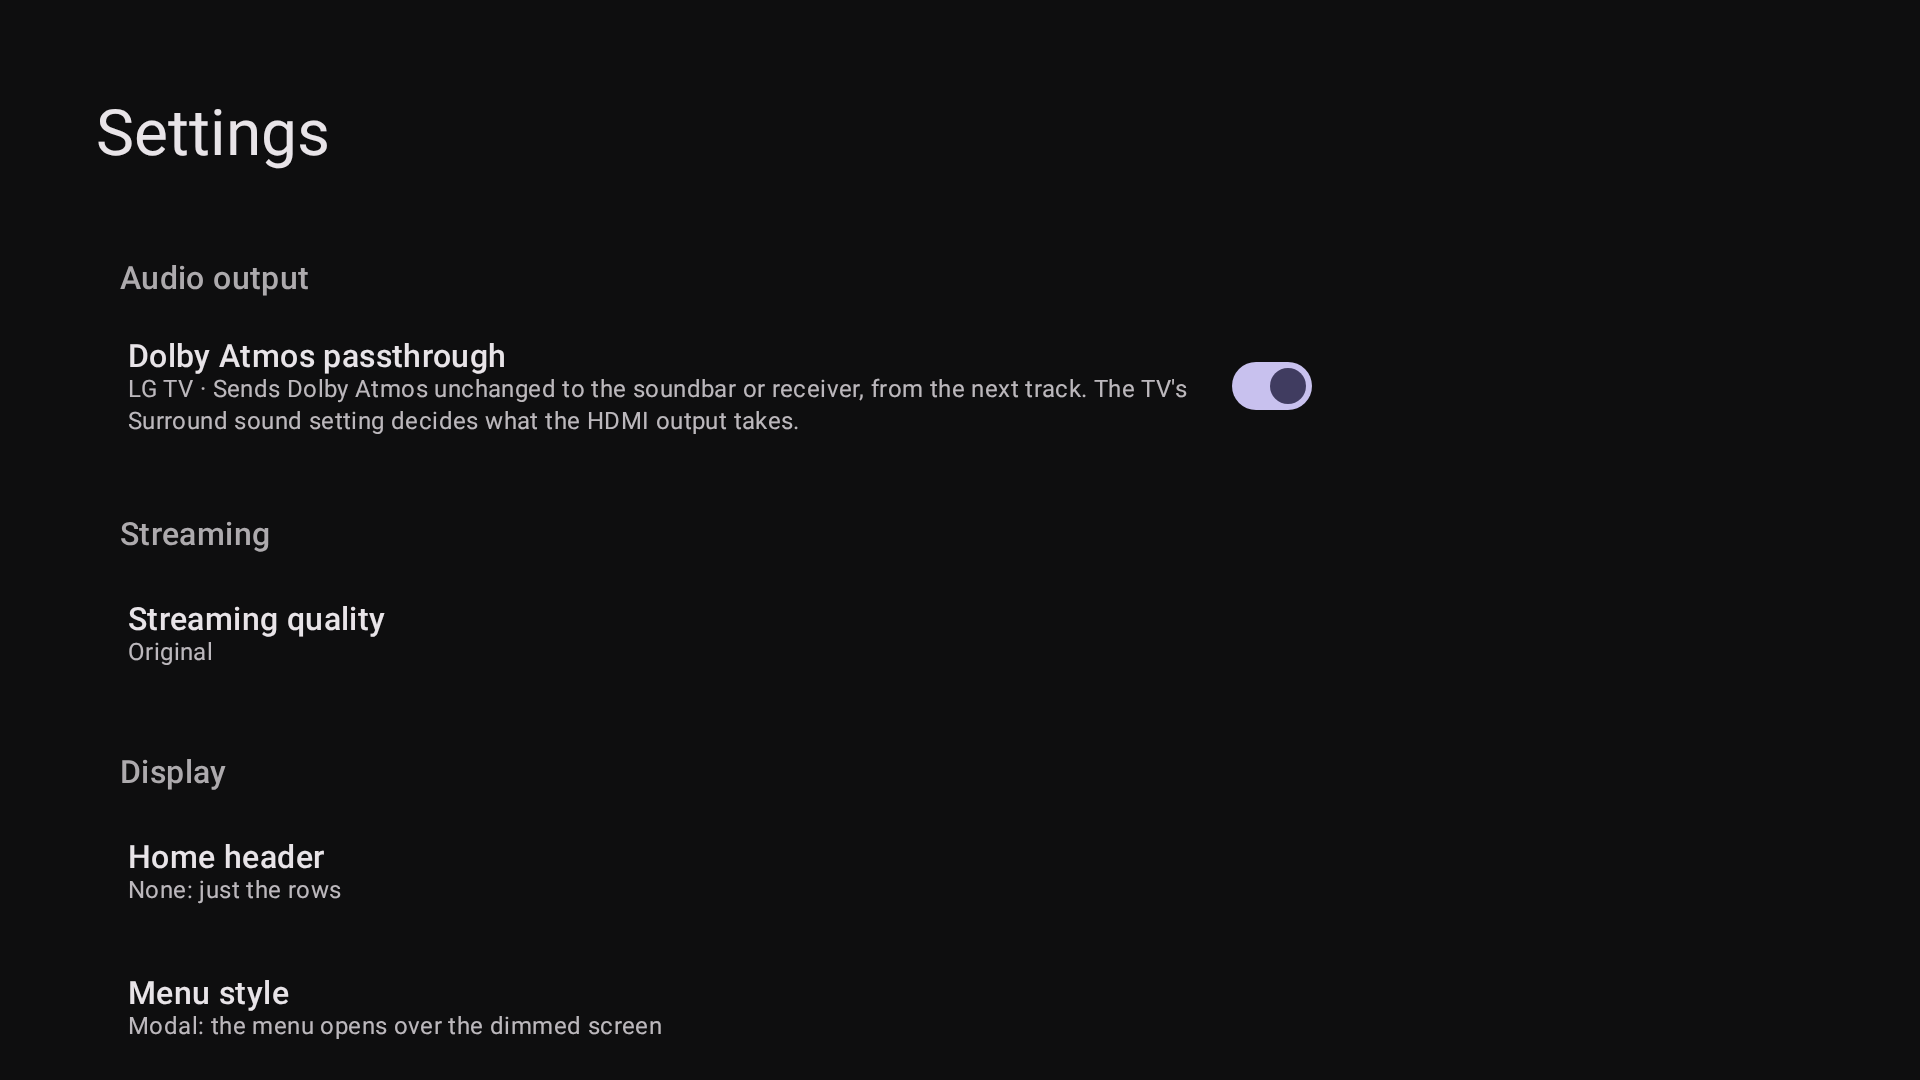 Settings
Audio output
Dolby Atmos passthrough
LG TV · Sends Dolby Atmos unchanged to the soundbar or receiver, from the next track. The TV's
Surround sound setting decides what the HDMI output takes.
Streaming
Streaming quality
Original
Display
Home header
None: just the rows
Menu style
Modal: the menu opens over the dimmed screen